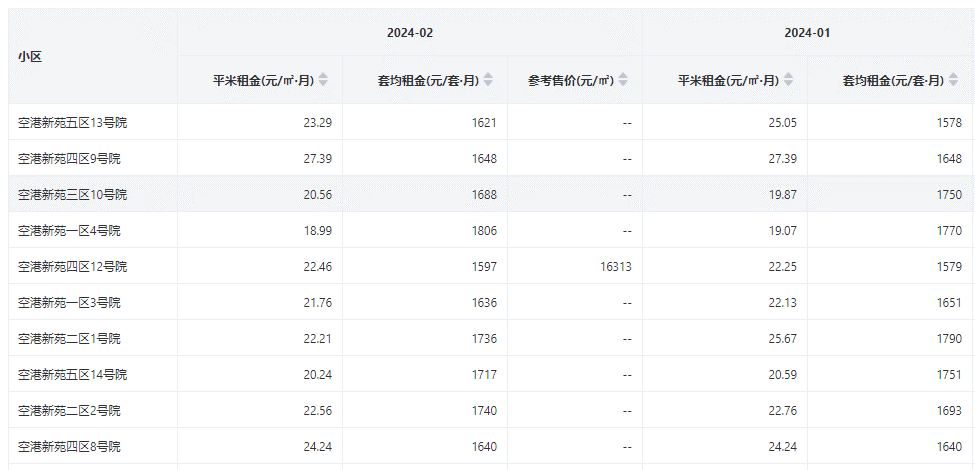 小区 2024-02 2024-01
平米租金(元/㎡·月) 套均租金(元/套·月) 参考售价(元/㎡) 平米租金(元/㎡·月) 套均租金(元/套·月)
空港新苑五区13号院 23.29 1621 -- 25.05 1578
空港新苑四区9号院 27.39 1648 -- 27.39 1648
空港新苑三区10号院 20.56 1688 -- 19.87 1750
空港新苑一区4号院 18.99 1806 -- 19.07 1770
空港新苑四区12号院 22.46 1597 16313 22.25 1579
空港新苑一区3号院 21.76 1636 -- 22.13 1651
空港新苑二区1号院 22.21 1736 -- 25.67 1790
空港新苑五区14号院 20.24 1717 -- 20.59 1751
空港新苑二区2号院 22.56 1740 -- 22.76 1693
空港新苑四区8号院 24.24 1640 -- 24.24 1640